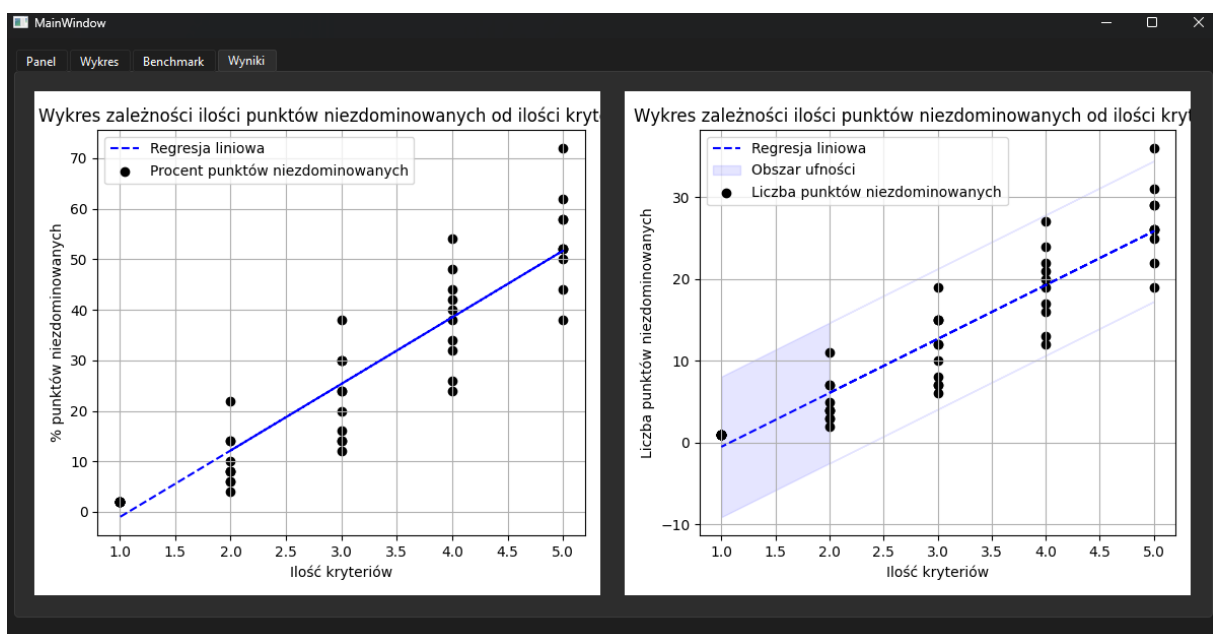 MainWindow
Panel Wykres Benchmark Wyniki
Wykres zależności ilości punktów niezdominowanych od ilości kryte
Regresja liniowa
Procent punktów niezdominowanych
% punktów niezdominowanych
70
60
50
40
30
20
10
0
1.0 1.5 2.0 2.5 3.0 3.5 4.0 4.5 5.0
Ilość kryteriów
Wykres zależności ilości punktów niezdominowanych od ilości kryt
Regresja liniowa
Obszar ufności
Liczba punktów niezdominowanych
Liczba punktów niezdominowanych
30
20
10
0
−10
1.0 1.5 2.0 2.5 3.0 3.5 4.0 4.5 5.0
Ilość kryteriów